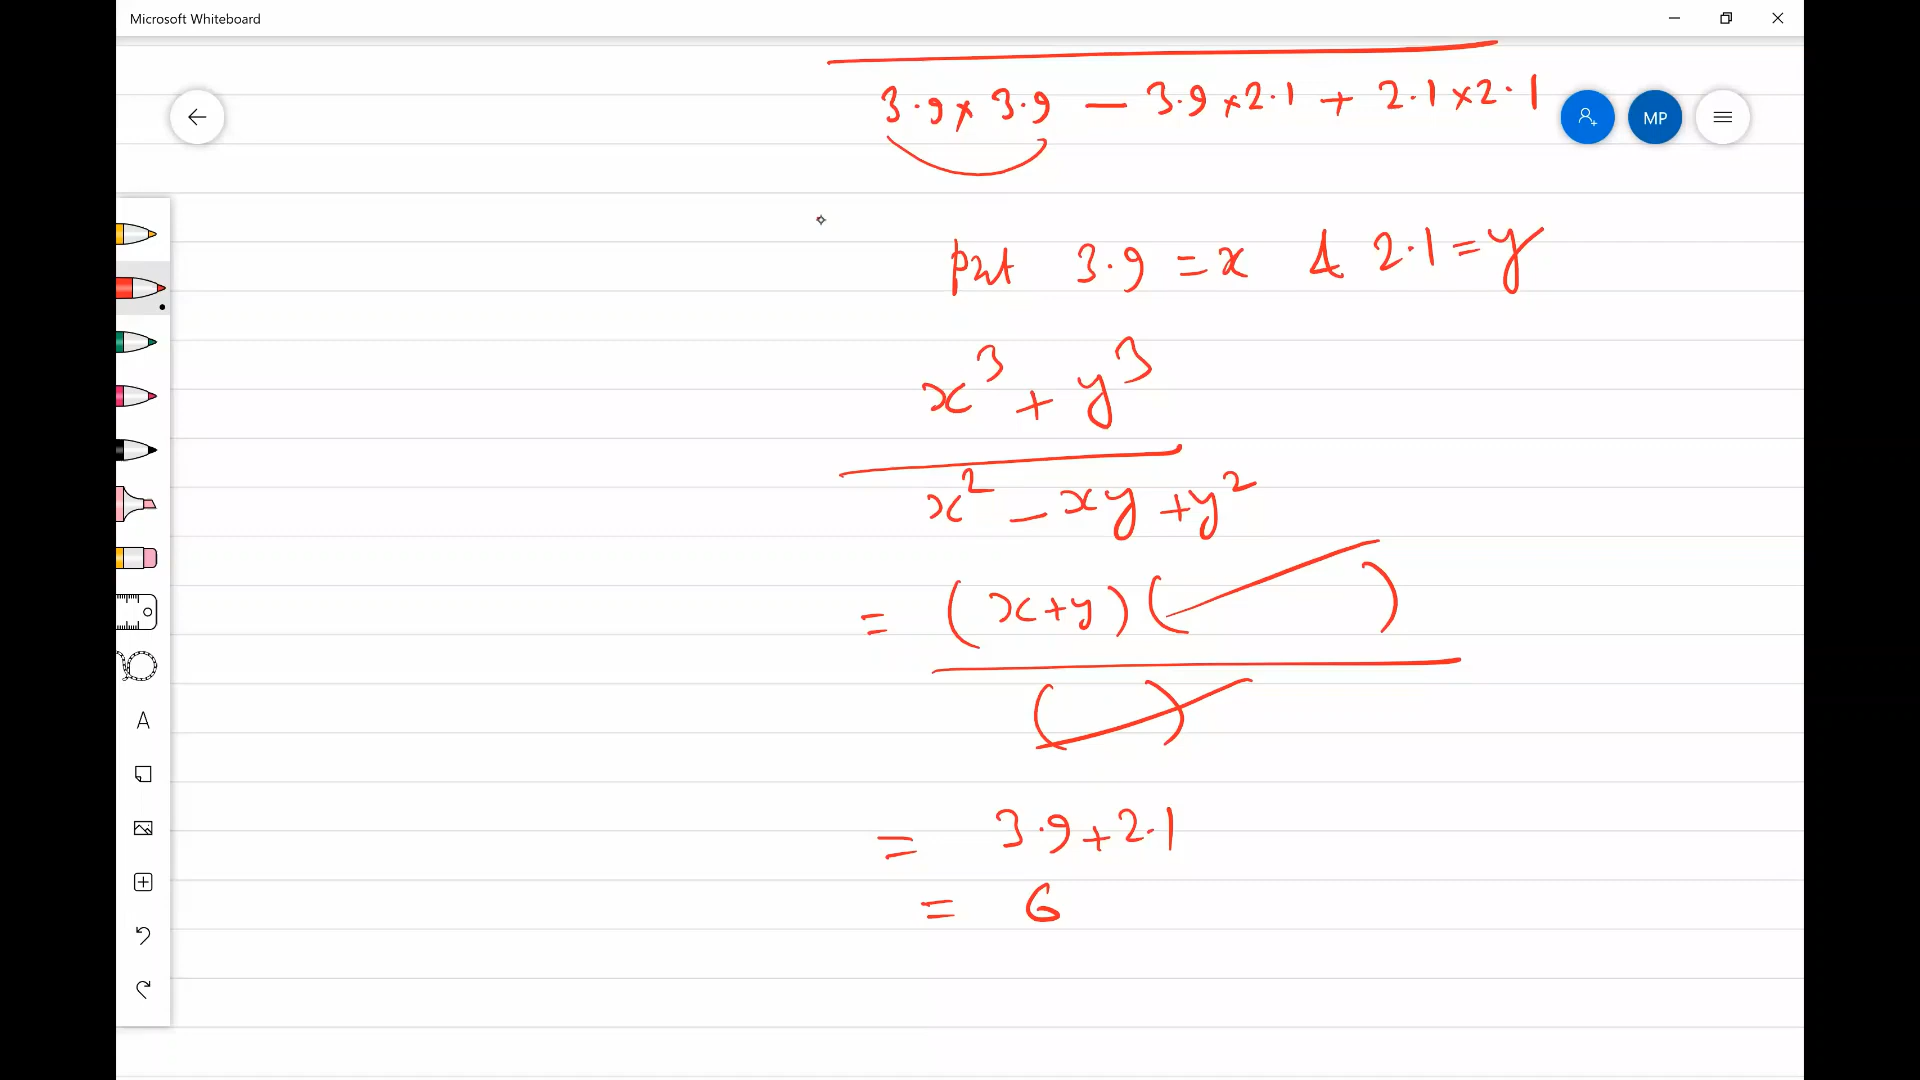 Microsoft Whiteboard
3.9 x 3.9 — 3.9 x 2.1 + 2.1 x 2.1
MP
put 3.9 = x & 2.1 = y
x³ + y³
x² - xy + y²
= (x+y) ( )
( )
= 3.9 + 2.1
= 6
A